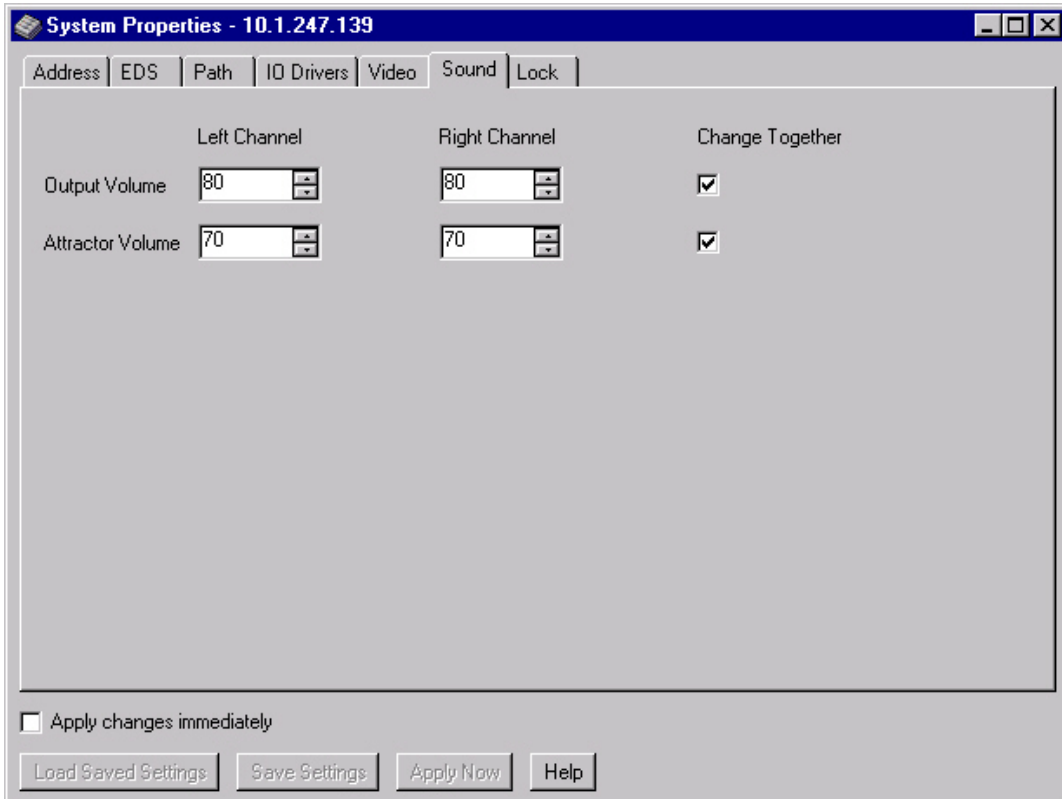 System Properties - 10.1.247.139
Address EDS Path IO Drivers Video Sound Lock
Left Channel Right Channel Change Together
Output Volume 80 80
Attractor Volume 70 70
Apply changes immediately
Load Saved Settings Save Settings Apply Now Help